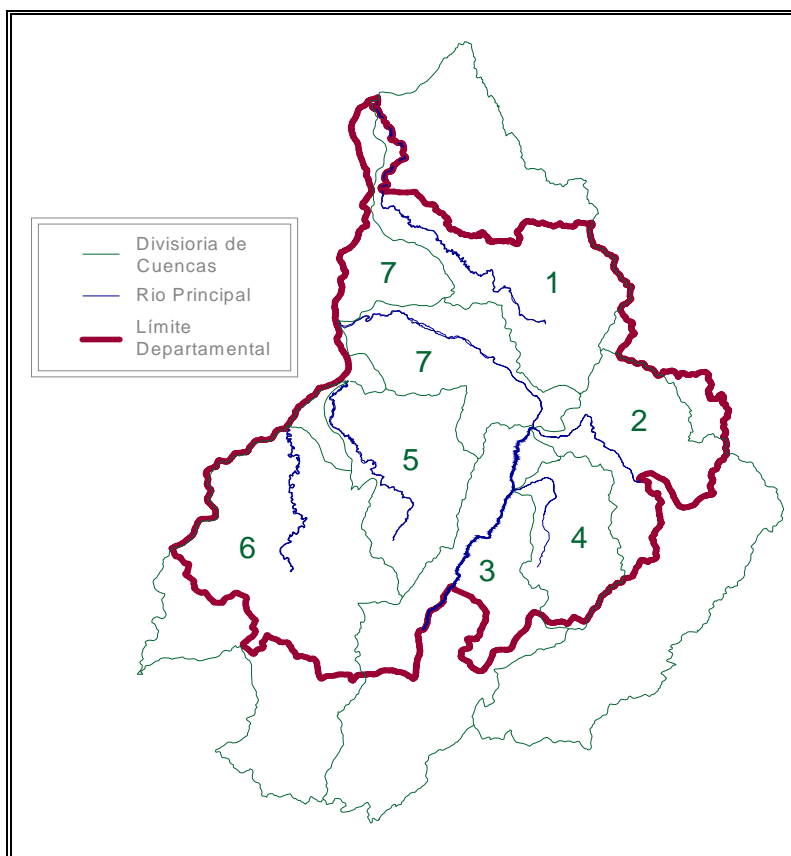 Divisioria de
Cuencas
Rio Principal
Límite
Departamental
7
1
7
2
5
4
6
3